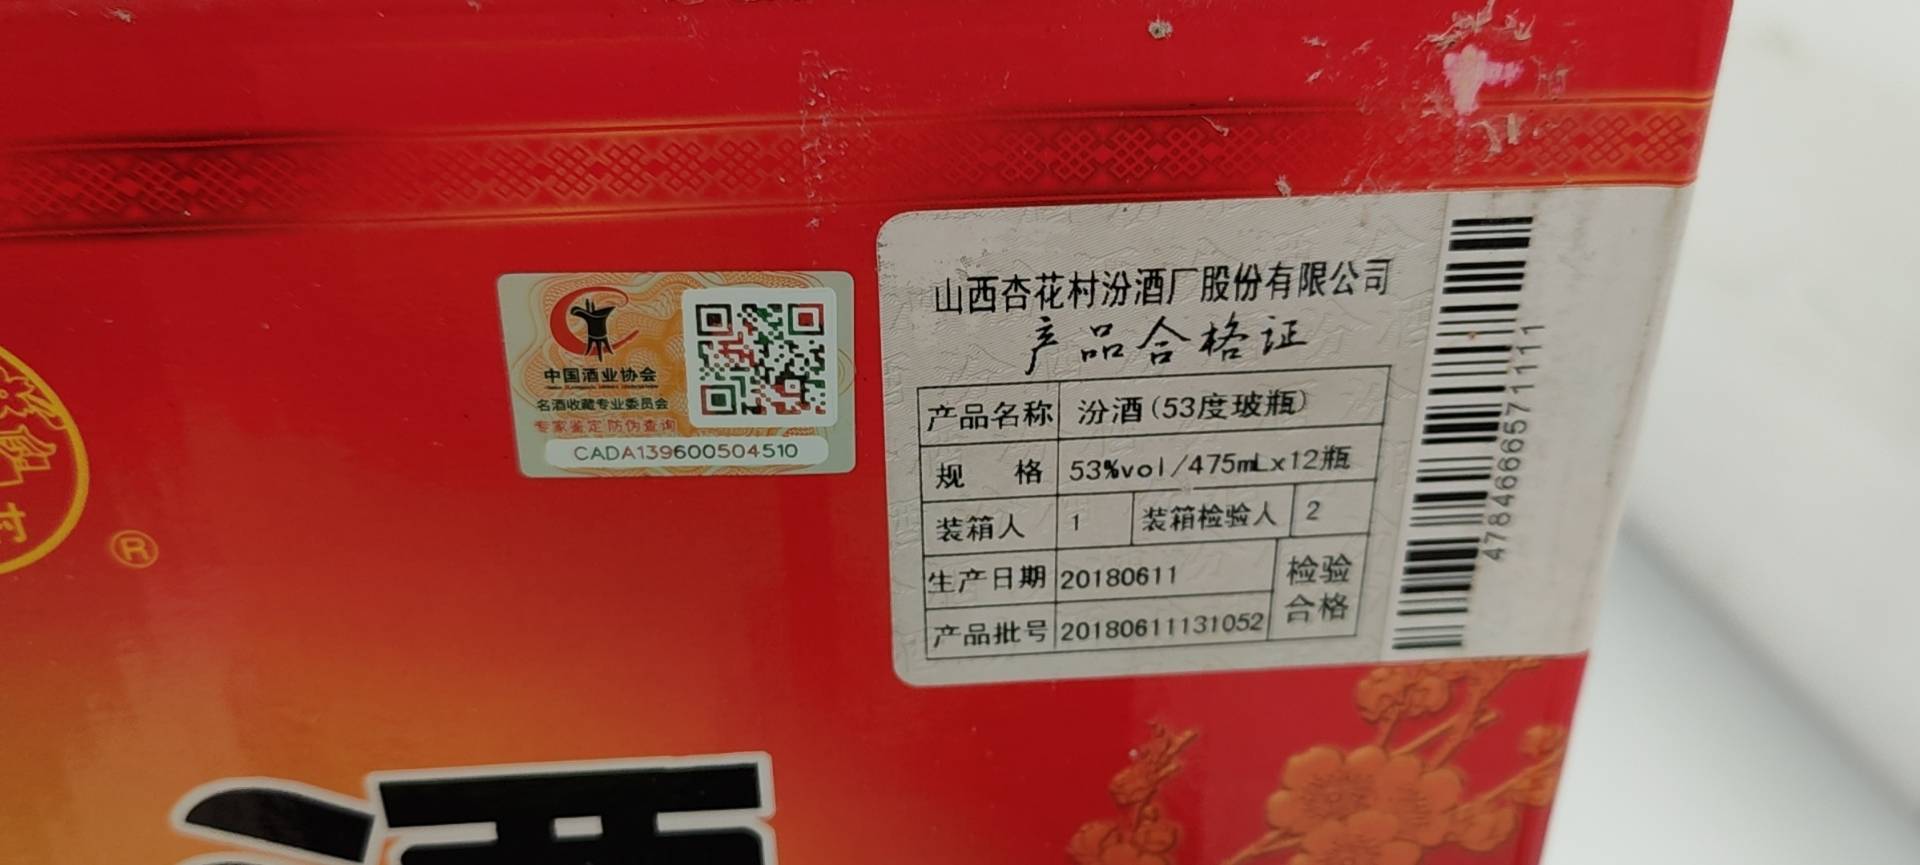 村
®
中国酒业协会
名酒收藏专业委员会
专家鉴定 防伪查询
CADA139600504510
山西杏花村汾酒厂股份有限公司
产品合格证
产品名称 汾酒(53度玻瓶)
规格 53%vol/475mLx12瓶
装箱人 1 装箱检验人 2
生产日期 20180611 检验
产品批号 20180611131052 合格
4784666571111
酒